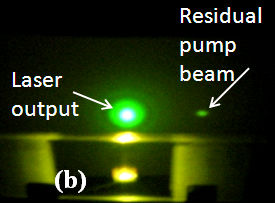 Residual
pump
beam
Laser
output
(b)